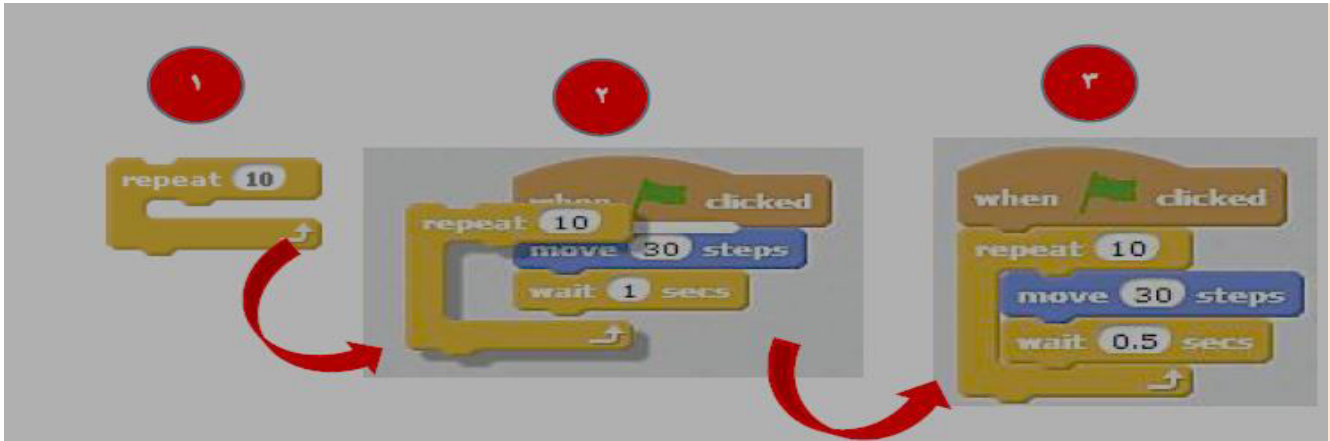 ١
٢
٣
repeat 10
when clicked
repeat 10
move 30 steps
wait 1 secs
when clicked
repeat 10
move 30 steps
wait 0.5 secs